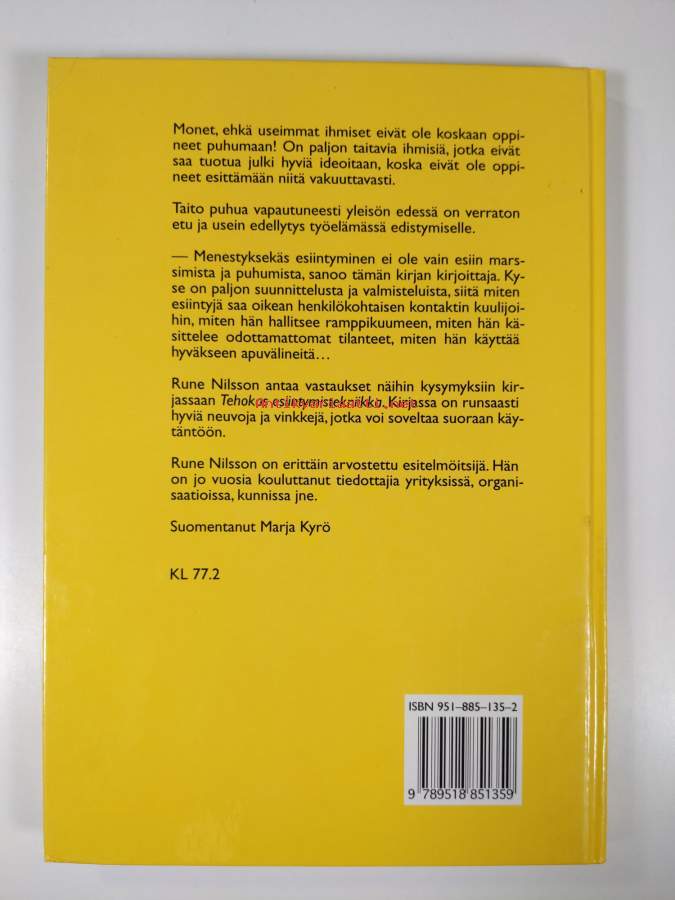 Monet, ehkä useimmat ihmiset eivät ole koskaan oppi-
neet puhumaan! On paljon taitavia ihmisiä, jotka eivät
saa tuotua julki hyviä ideoitaan, koska eivät ole oppi-
neet esittämään niitä vakuuttavasti.
Taito puhua vapautuneesti yleisön edessä on verraton
etu ja usein edellytys työelämässä edistymiselle.
— Menestyksekäs esiintyminen ei ole vain esiin mars-
simista ja puhumista, sanoo tämän kirjan kirjoittaja. Ky-
se on paljon suunnittelusta ja valmisteluista, siitä miten
esiintyjä saa oikean henkilökohtaisen kontaktin kuulijoi-
hin, miten hän hallitsee ramppikuumeen, miten hän kä-
sittelee odottamattomat tilanteet, miten hän käyttää
hyväkseen apuvälineitä...
Rune Nilsson antaa vastaukset näihin kysymyksiin kir-
jassaan Tehokas esiintymistekniikka. Kirjassa on runsaasti
hyviä neuvoja ja vinkkejä, jotka voi soveltaa suoraan käy-
täntöön.
Rune Nilsson on erittäin arvostettu esitelmöitsijä. Hän
on jo vuosia kouluttanut tiedottajia yrityksissä, organi-
saatioissa, kunnissa jne.
Suomentanut Marja Kyrö
KL 77.2
ISBN 951–885–135–2
9 789518 851359